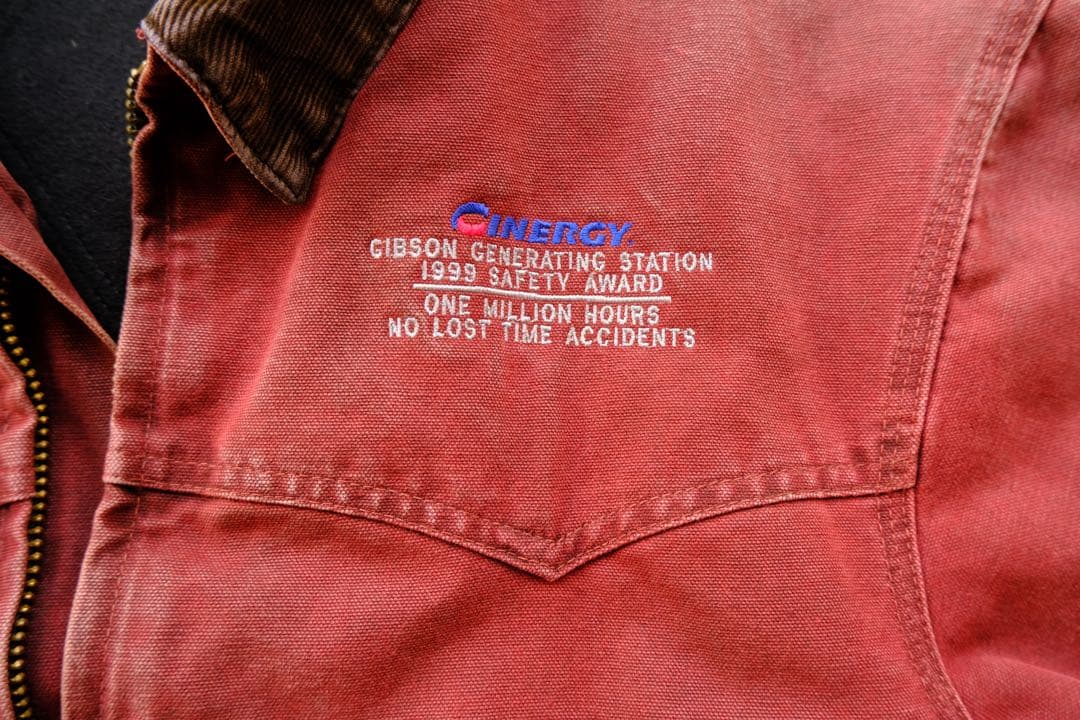 CINERGY.
GIBSON GENERATING STATION
1999 SAFETY AWARD
ONE MILLION HOURS
NO LOST TIME ACCIDENTS